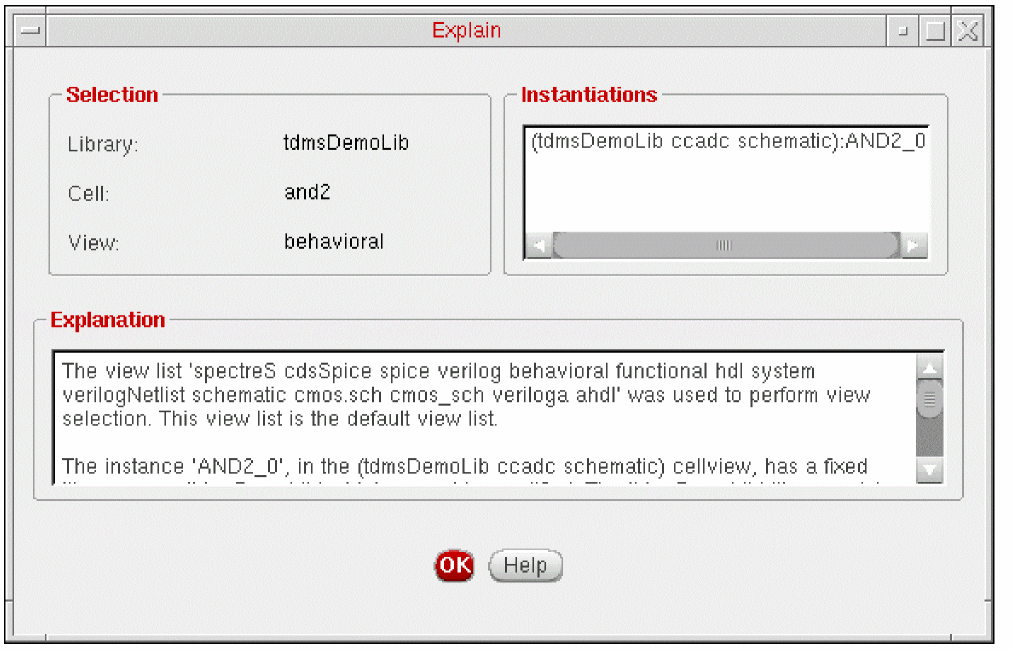 Explain
Selection
Library: tdmsDemoLib
Cell: and2
View: behavioral
Instantiations
(tdmsDemoLib ccadc schematic):AND2_0
Explanation
The view list 'spectreS cdsSpice spice verilog behavioral functional hdl system
verilogNetlist schematic cmos.sch cmos_sch veriloga ahdl' was used to perform view
selection. This view list is the default view list.
The instance 'AND2_0', in the (tdmsDemoLib ccadc schematic) cellview, has a fixed
OK
Help